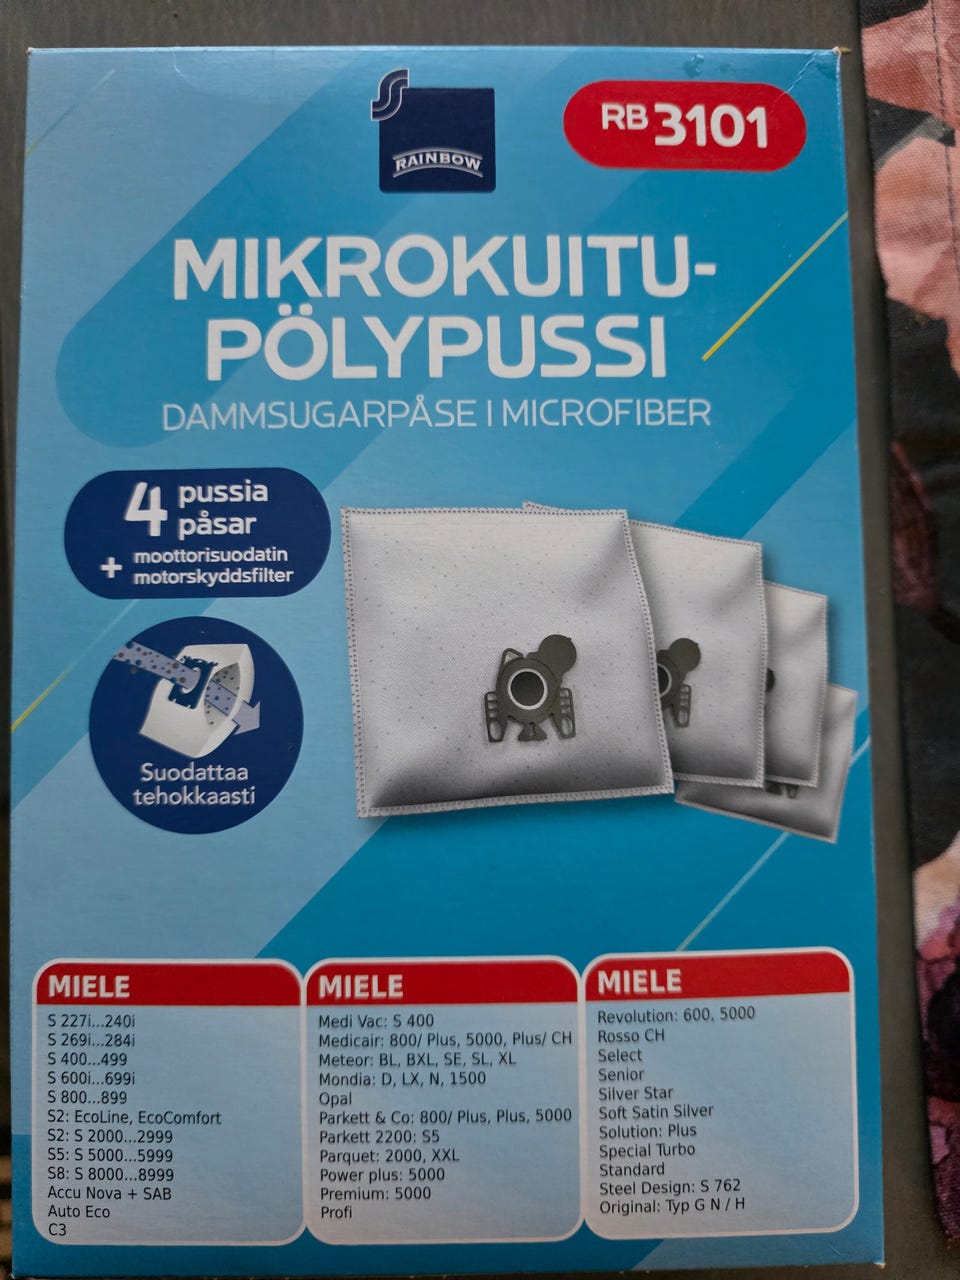 RAINBOW
RB 3101
MIKROKUITU-
PÖLYPUSSI
DAMMSUGARPÅSE I MICROFIBER
4 pussia
påsar
+ moottorisuodatin
motorskyddsfilter
Suodattaa
tehokkaasti
MIELE
S 227i...240i
S 269i...284i
S 400...499
S 600i...699i
S 800...899
S2: EcoLine, EcoComfort
S2: S 2000...2999
S5: S 5000...5999
S8: S 8000...8999
Accu Nova + SAB
Auto Eco
C3
MIELE
Medi Vac: S 400
Medicair: 800/ Plus, 5000, Plus/ CH
Meteor: BL, BXL, SE, SL, XL
Mondia: D, LX, N, 1500
Opal
Parkett & Co: 800/ Plus, Plus, 5000
Parkett 2200: S5
Parquet: 2000, XXL
Power plus: 5000
Premium: 5000
Profi
MIELE
Revolution: 600, 5000
Rosso CH
Select
Senior
Silver Star
Soft Satin Silver
Solution: Plus
Special Turbo
Standard
Steel Design: S 762
Original: Typ G N / H